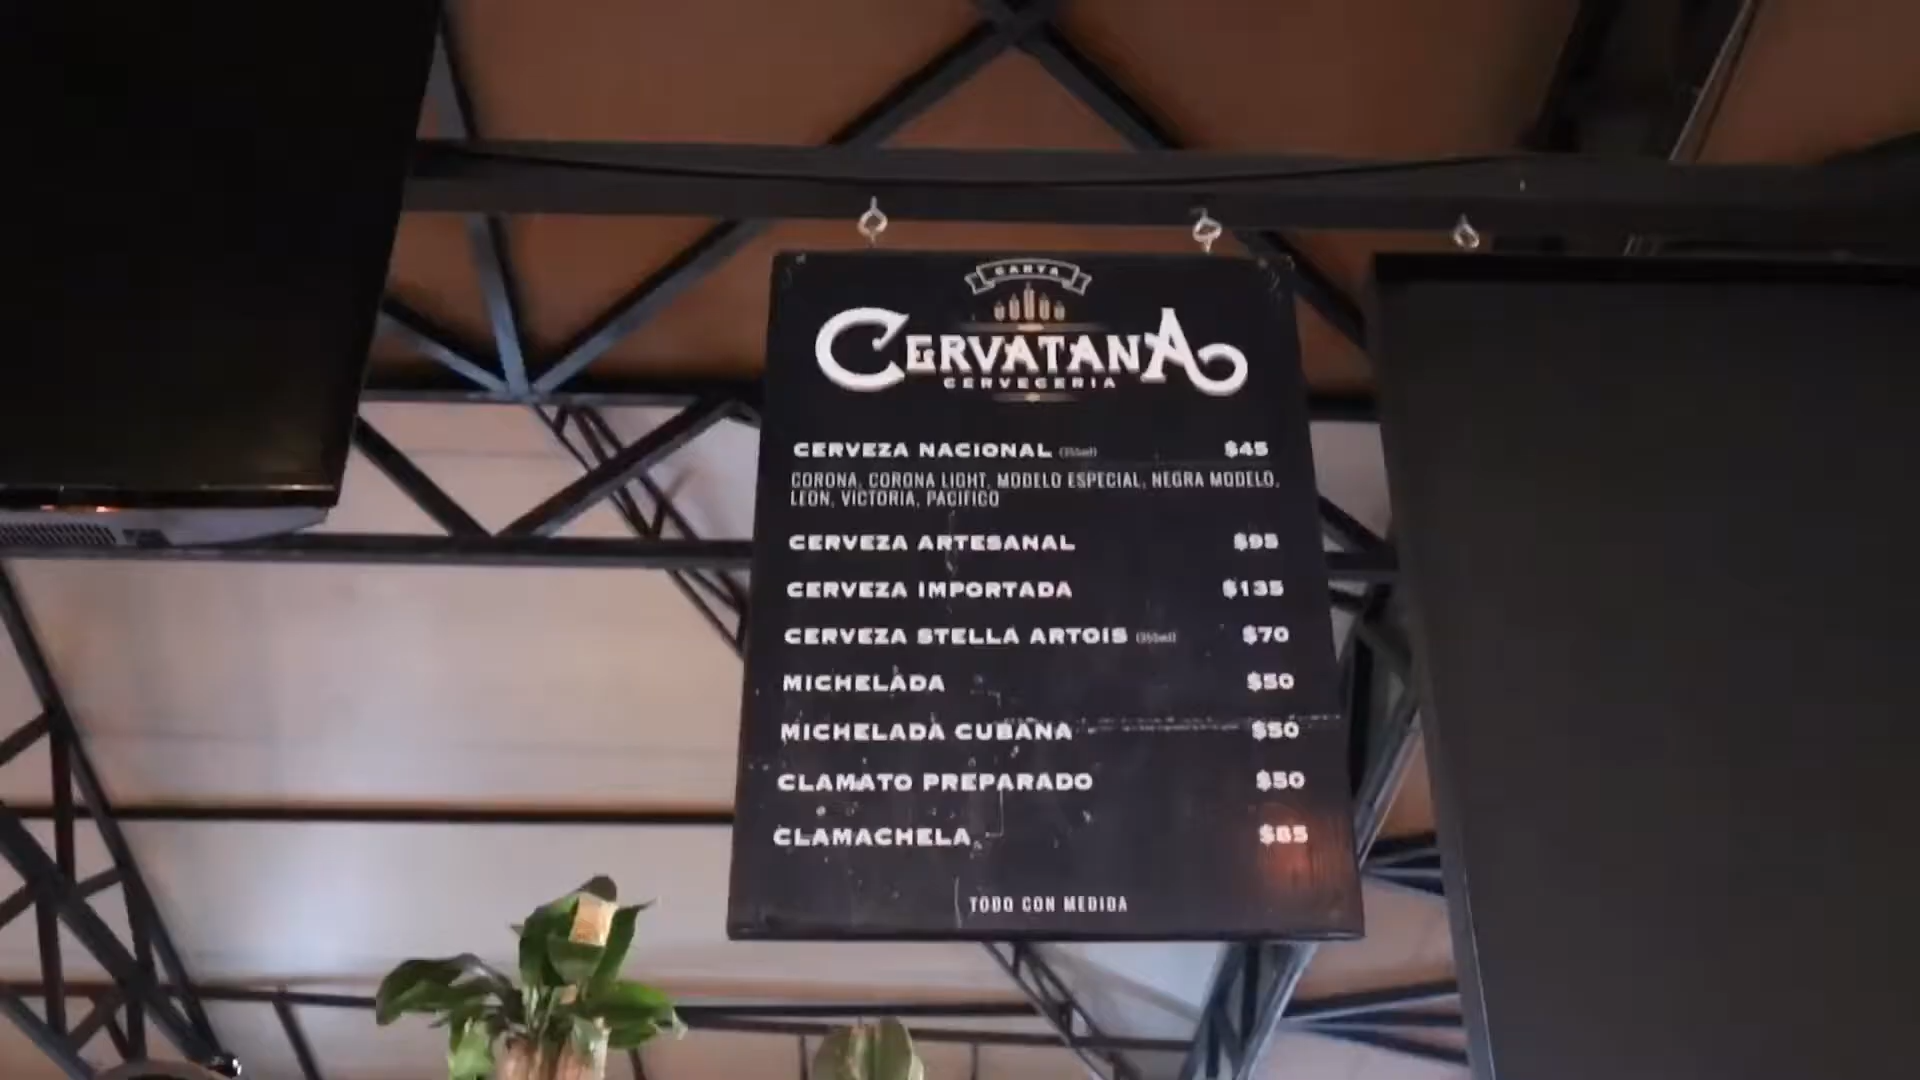 CARTA
CERVATANA
CERVECERIA
CERVEZA NACIONAL (355ml) $45
CORONA, CORONA LIGHT, MODELO ESPECIAL, NEGRA MODELO,
LEON, VICTORIA, PACIFICO
CERVEZA ARTESANAL $95
CERVEZA IMPORTADA $135
CERVEZA STELLA ARTOIS (355ml) $70
MICHELADA $50
MICHELADA CUBANA $50
CLAMATO PREPARADO $50
CLAMACHELA $85
TODO CON MEDIDA